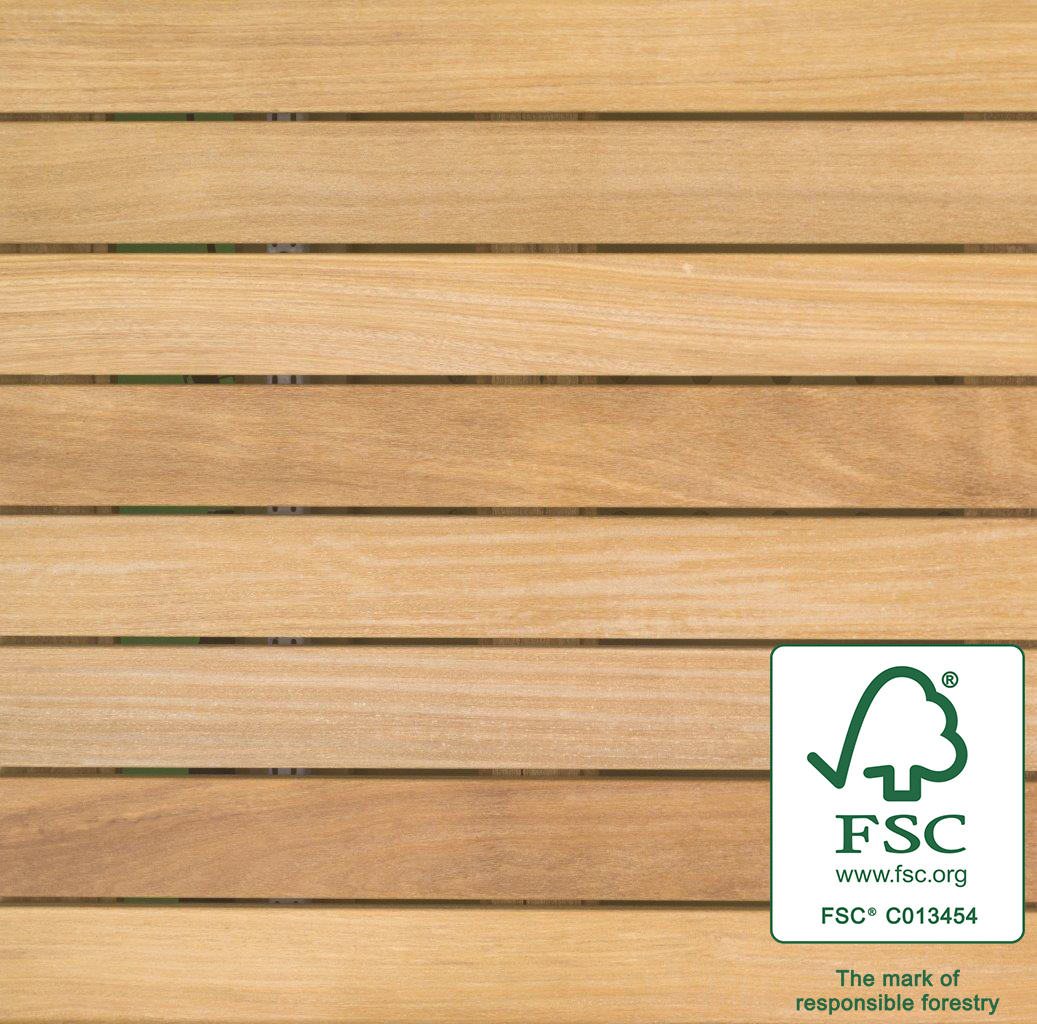 ®
FSC
www.fsc.org
FSC® C013454
The mark of
responsible forestry